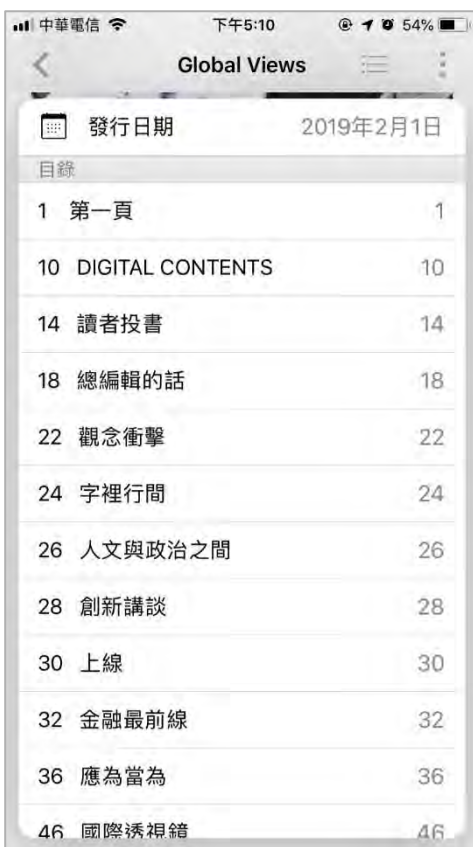 中華電信 下午5:10 54%
Global Views
發行日期 2019年2月1日
目錄
1 第一頁 1
10 DIGITAL CONTENTS 10
14 讀者投書 14
18 總編輯的話 18
22 觀念衝擊 22
24 字裡行間 24
26 人文與政治之間 26
28 創新講談 28
30 上線 30
32 金融最前線 32
36 應為當為 36
46 國際透視鏡 46